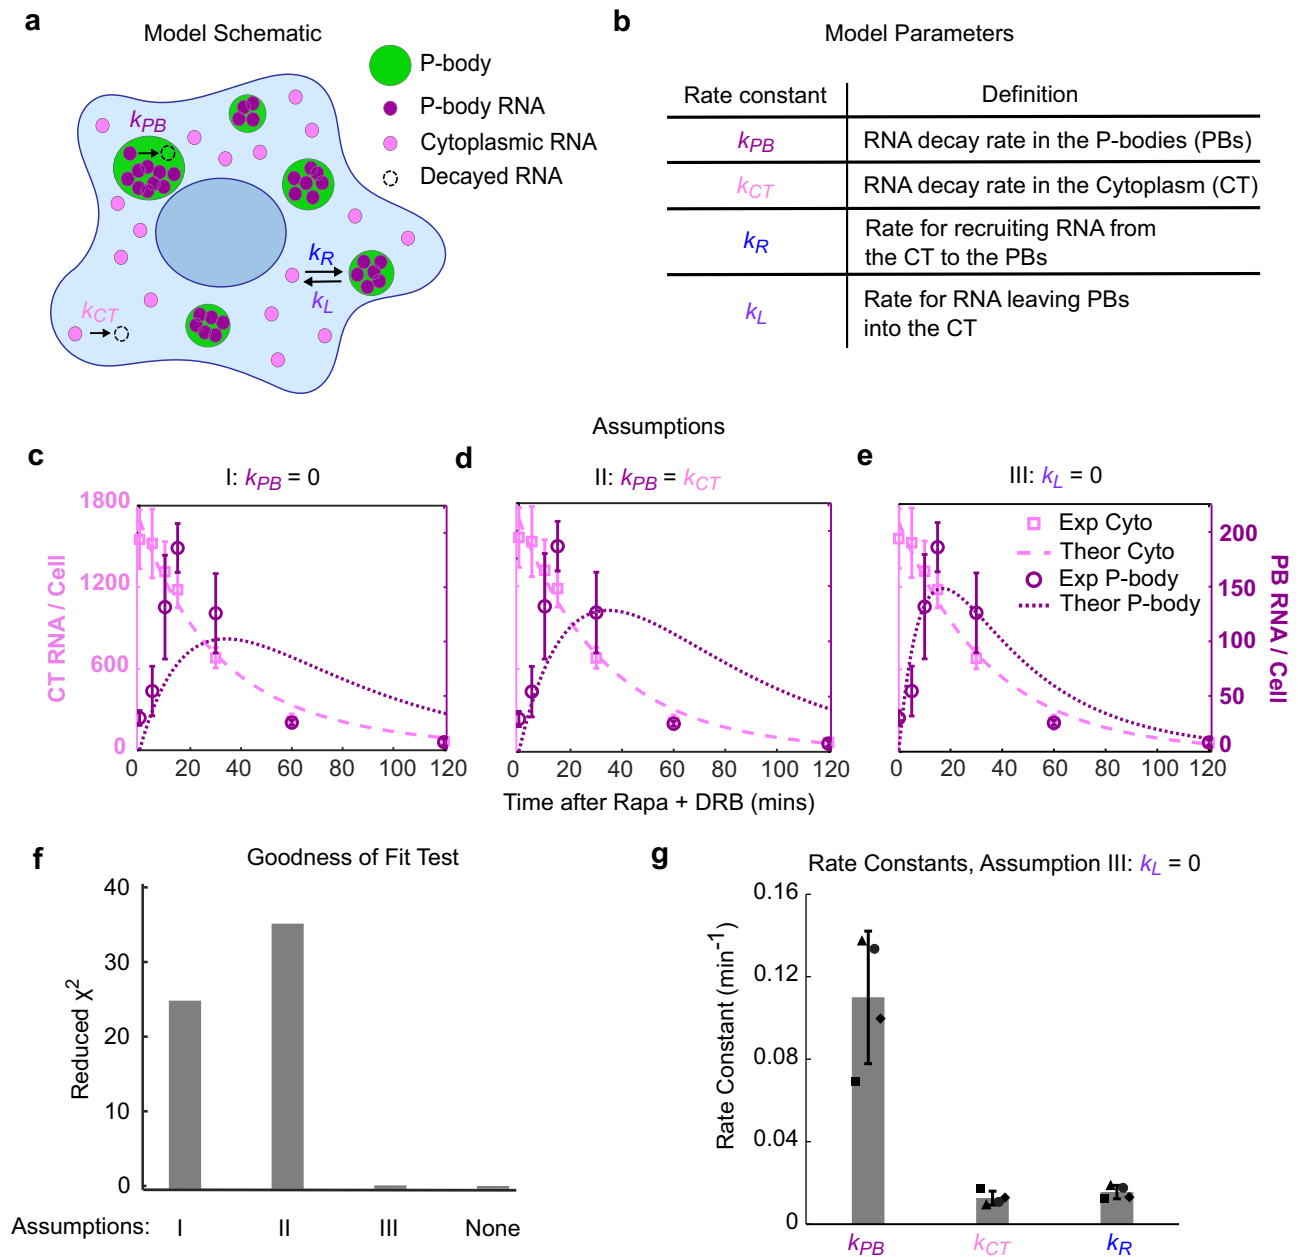 a
Model Schematic
P-body
P-body RNA
Cytoplasmic RNA
Decayed RNA
kPB
kR
kL
kCT
b
Model Parameters
Rate constant
Definition
kPB
RNA decay rate in the P-bodies (PBs)
kCT
RNA decay rate in the Cytoplasm (CT)
kR
Rate for recruiting RNA from
the CT to the PBs
kL
Rate for RNA leaving PBs
into the CT
Assumptions
c
I: kPB = 0
CT RNA / Cell
1800
1200
600
0
0 20 40 60 80 100 120
d
II: kPB = kCT
0 20 40 60 80 100 120
Time after Rapa + DRB (mins)
e
III: kL = 0
Exp Cyto
Theor Cyto
Exp P-body
Theor P-body
200
150
100
50
0
PB RNA / Cell
0 20 40 60 80 100 120
f
Goodness of Fit Test
Reduced χ2
40
30
20
10
0
Assumptions: I II III None
g
Rate Constants, Assumption III: kL = 0
Rate Constant (min-1)
0.16
0.12
0.08
0.04
0
kPB kCT kR